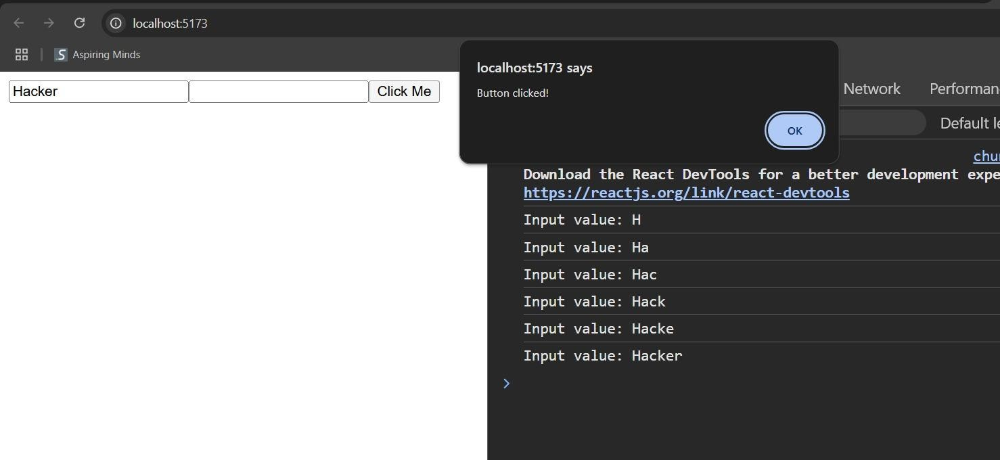 localhost:5173
Aspiring Minds
localhost:5173 says
Button clicked!
OK
Hacker
Click Me
Network Performan
Default le
chu
Download the React DevTools for a better development expe
https://reactjs.org/link/react-devtools
Input value: H
Input value: Ha
Input value: Hac
Input value: Hack
Input value: Hacke
Input value: Hacker